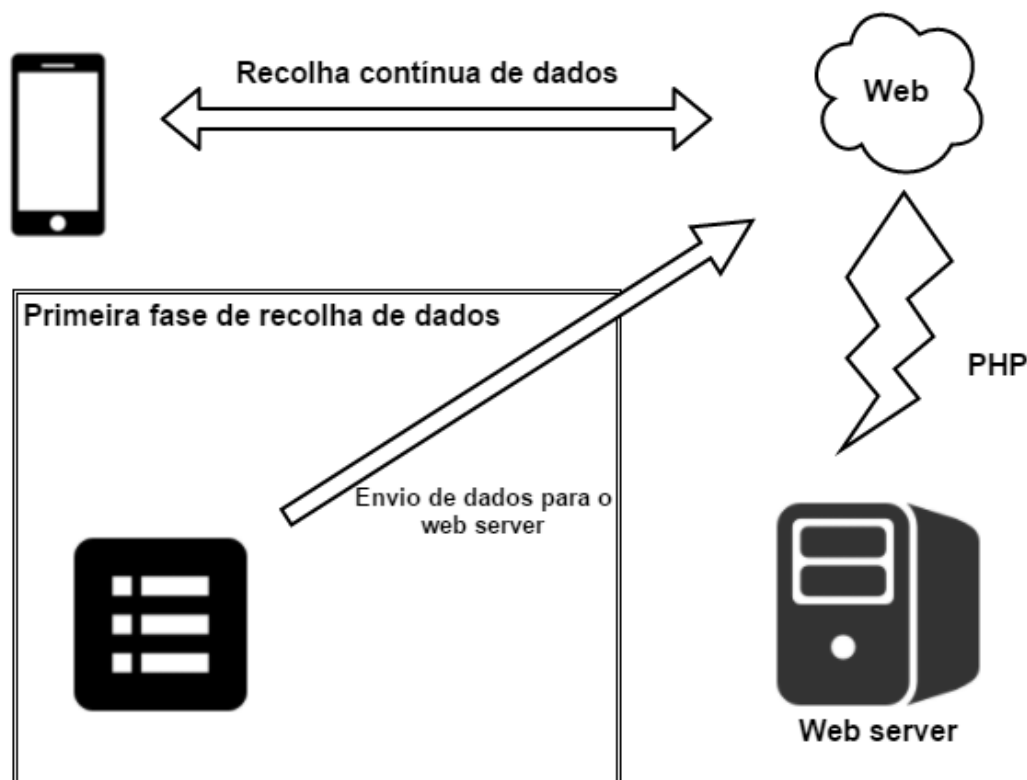 Recolha contínua de dados
Web
Primeira fase de recolha de dados
PHP
Envio de dados para o
web server
Web server